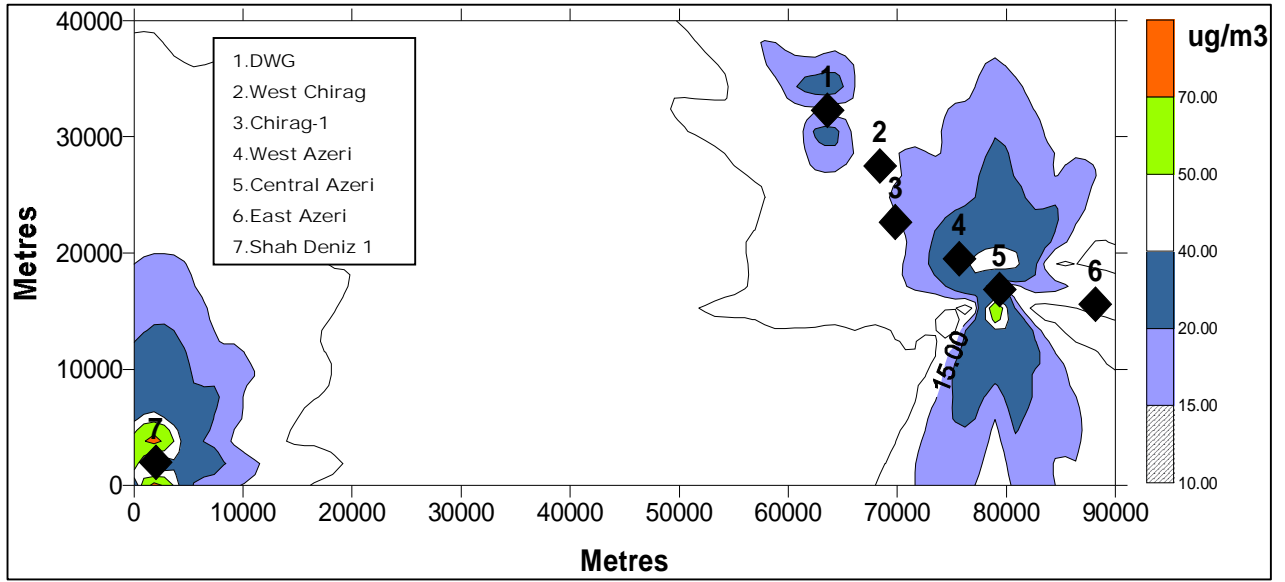 40000
30000
20000
10000
0
Metres
0
10000
20000
30000
40000
50000
60000
70000
80000
90000
Metres
1.DWG
2.West Chirag
3.Chirag-1
4.West Azeri
5.Central Azeri
6.East Azeri
7.Shah Deniz 1
1
2
3
4
5
6
7
15.00
ug/m3
70.00
50.00
40.00
20.00
15.00
10.00